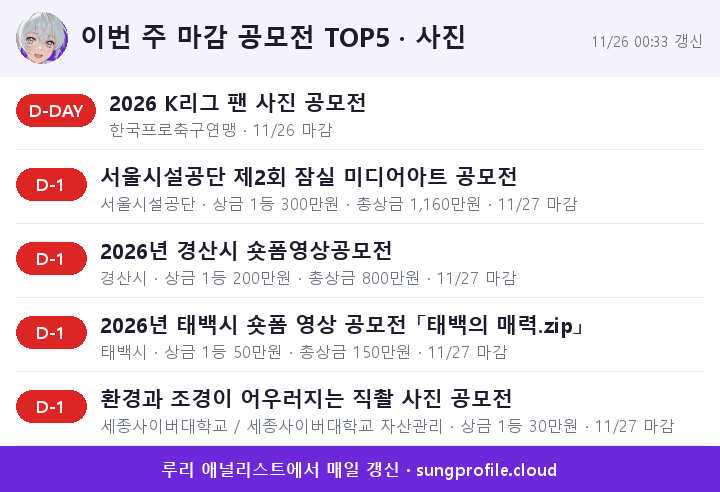 이번 주 마감 공모전 TOP5 · 사진
11/26 00:33 갱신
D-DAY
2026 K리그 팬 사진 공모전
한국프로축구연맹 · 11/26 마감
D-1
서울시설공단 제2회 잠실 미디어아트 공모전
서울시설공단 · 상금 1등 300만원 · 총상금 1,160만원 · 11/27 마감
D-1
2026년 경산시 숏폼영상공모전
경산시 · 상금 1등 200만원 · 총상금 800만원 · 11/27 마감
D-1
2026년 태백시 숏폼 영상 공모전 「태백의 매력.zip」
태백시 · 상금 1등 50만원 · 총상금 150만원 · 11/27 마감
D-1
환경과 조경이 어우러지는 직촬 사진 공모전
세종사이버대학교 / 세종사이버대학교 자산관리 · 상금 1등 30만원 · 11/27 마감
루리 애널리스트에서 매일 갱신 · sungprofile.cloud